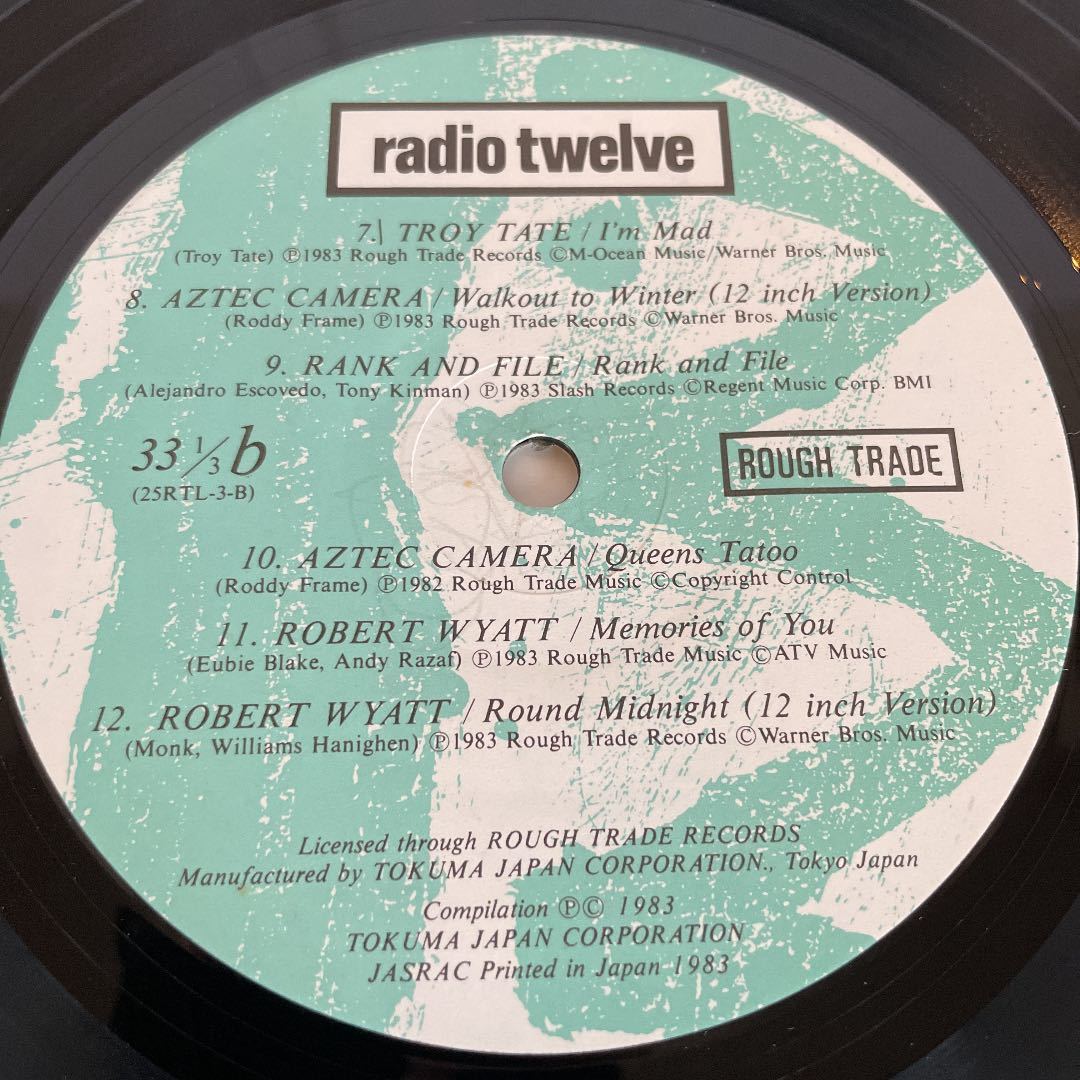 radio twelve
7. TROY TATE / I'm Mad
(Troy Tate) Ⓟ1983 Rough Trade Records ©M-Ocean Music/Warner Bros. Music
8. AZTEC CAMERA / Walkout to Winter (12 inch Version)
(Roddy Frame) Ⓟ1983 Rough Trade Records ©Warner Bros. Music
9. RANK AND FILE / Rank and File
(Alejandro Escovedo, Tony Kinman) Ⓟ1983 Slash Records ©Regent Music Corp. BMI
33 1/3 b
(25RTL-3-B)
ROUGH TRADE
10. AZTEC CAMERA / Queens Tatoo
(Roddy Frame) Ⓟ1982 Rough Trade Music ©Copyright Control
11. ROBERT WYATT / Memories of You
(Eubie Blake, Andy Razaf) Ⓟ1983 Rough Trade Music ©ATV Music
12. ROBERT WYATT / Round Midnight (12 inch Version)
(Monk, Williams Hanighen) Ⓟ1983 Rough Trade Records ©Warner Bros. Music
Licensed through ROUGH TRADE RECORDS
Manufactured by TOKUMA JAPAN CORPORATION., Tokyo Japan
Compilation Ⓟ© 1983
TOKUMA JAPAN CORPORATION
JASRAC Printed in Japan 1983